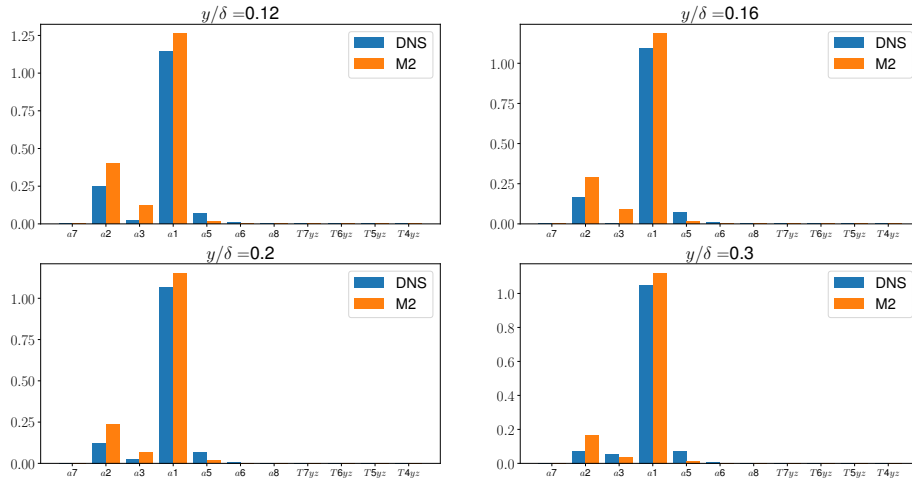 y/δ =0.12
1.25
1.00
0.75
0.50
0.25
0.00
DNS
M2
a7 a2 a3 a1 a5 a6 a8 T7yz T6yz T5yz T4yz
y/δ =0.16
1.00
0.50
0.25
0.00
DNS
M2
a7 a2 a3 a1 a5 a6 a8 T7yz T6yz T5yz T4yz
y/δ =0.2
1.00
0.75
0.50
0.25
0.00
DNS
M2
a7 a2 a3 a1 a5 a6 a8 T7yz T6yz T5yz T4yz
y/δ =0.3
1.0
0.8
0.6
0.4
0.2
0.0
DNS
M2
a7 a2 a3 a1 a5 a6 a8 T7yz T6yz T5yz T4yz